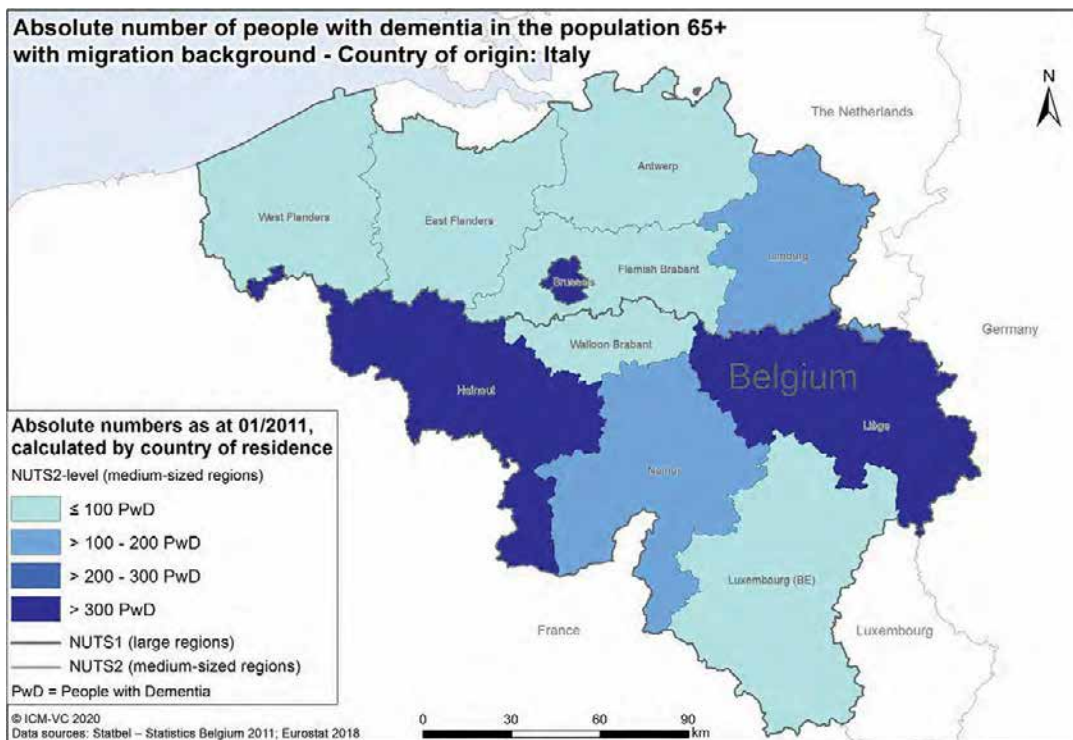 Absolute number of people with dementia in the population 65+
with migration background - Country of origin: Italy
N
The Netherlands
Antwerp
West Flanders
East Flanders
Limburg
Flemish Brabant
Brussels
Germany
Walloon Brabant
Belgium
Hainaut
Liège
Namur
Luxembourg (BE)
France
Luxembourg
Absolute numbers as at 01/2011,
calculated by country of residence
NUTS2-level (medium-sized regions)
≤ 100 PwD
> 100 - 200 PwD
> 200 - 300 PwD
> 300 PwD
NUTS1 (large regions)
NUTS2 (medium-sized regions)
PwD = People with Dementia
© ICM-VC 2020
Data sources: Statbel – Statistics Belgium 2011; Eurostat 2018
0 30 60 90
km